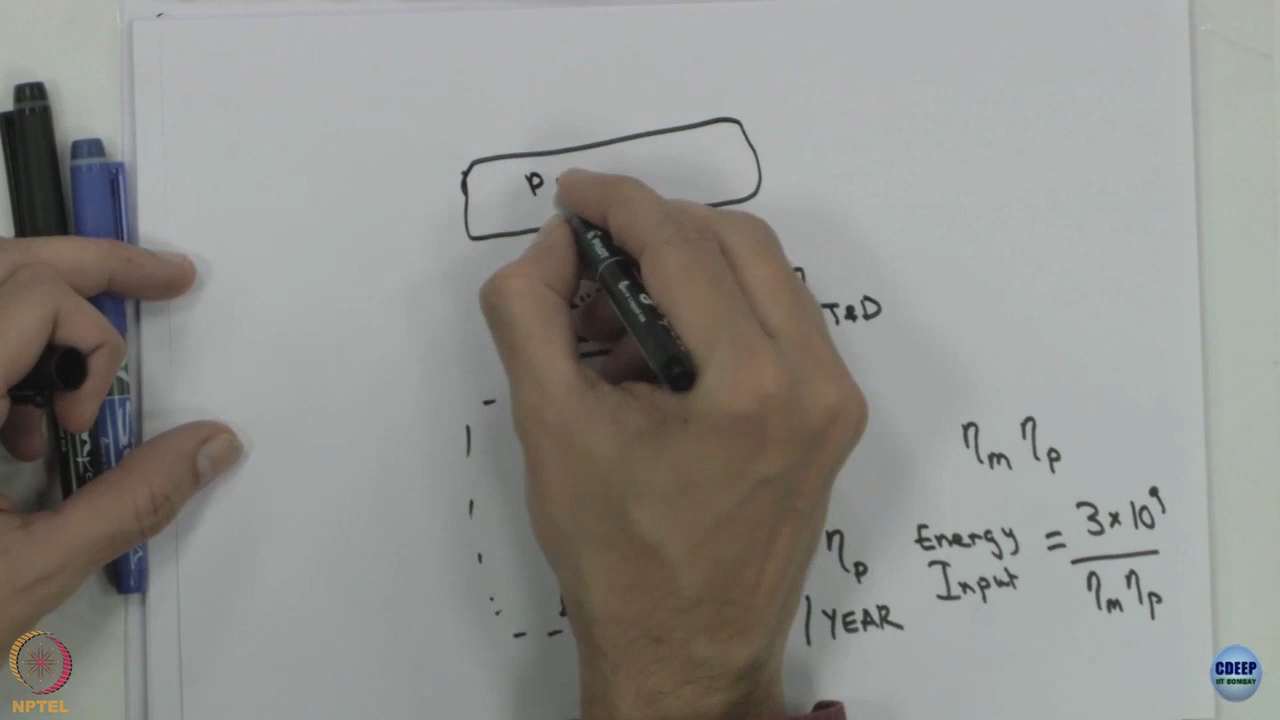 P
T&D
ηm ηp
ηp
Energy Input = 3×10⁹ / ηm ηp
/YEAR
NPTEL
CDEEP
IIT BOMBAY